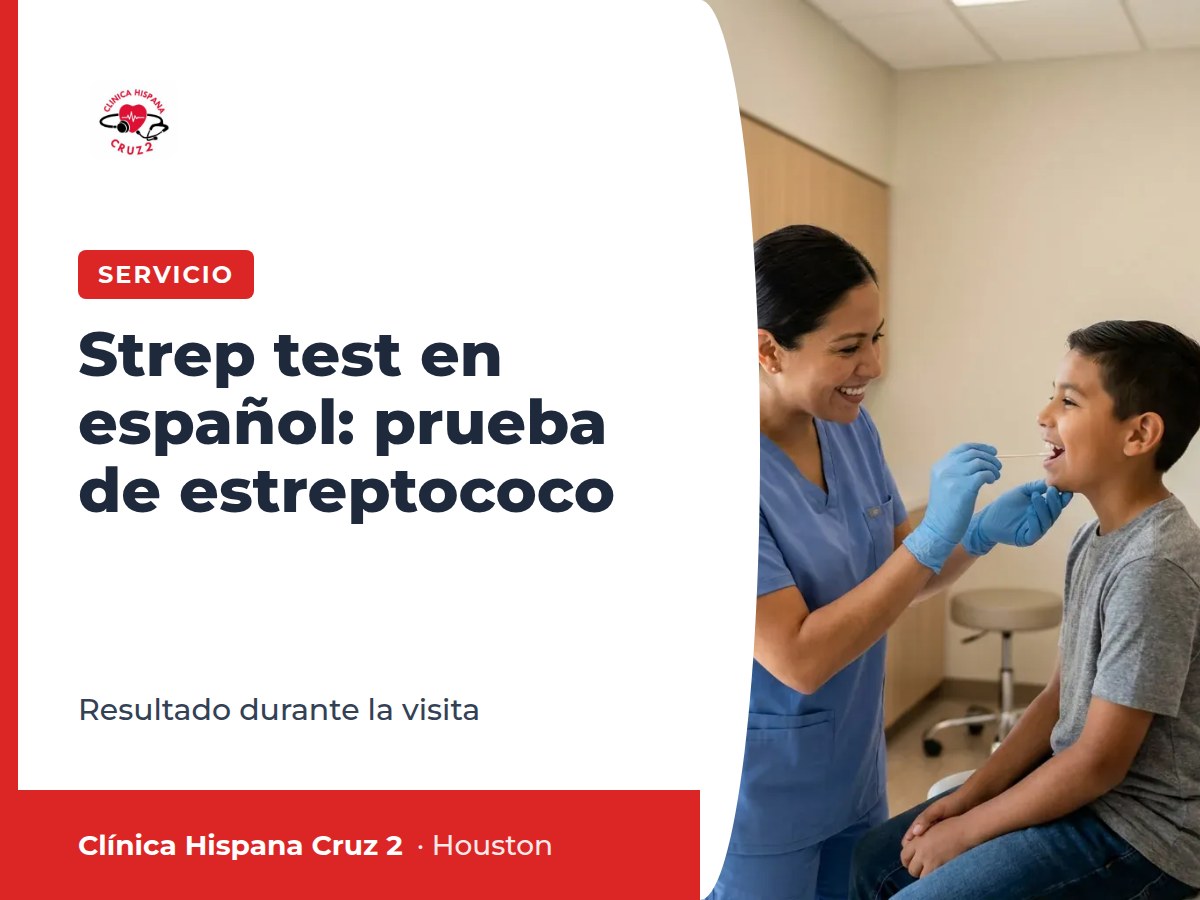 CLINICA HISPANA
CRUZ 2
SERVICIO
Strep test en
español: prueba
de estreptococo
Resultado durante la visita
Clínica Hispana Cruz 2 · Houston